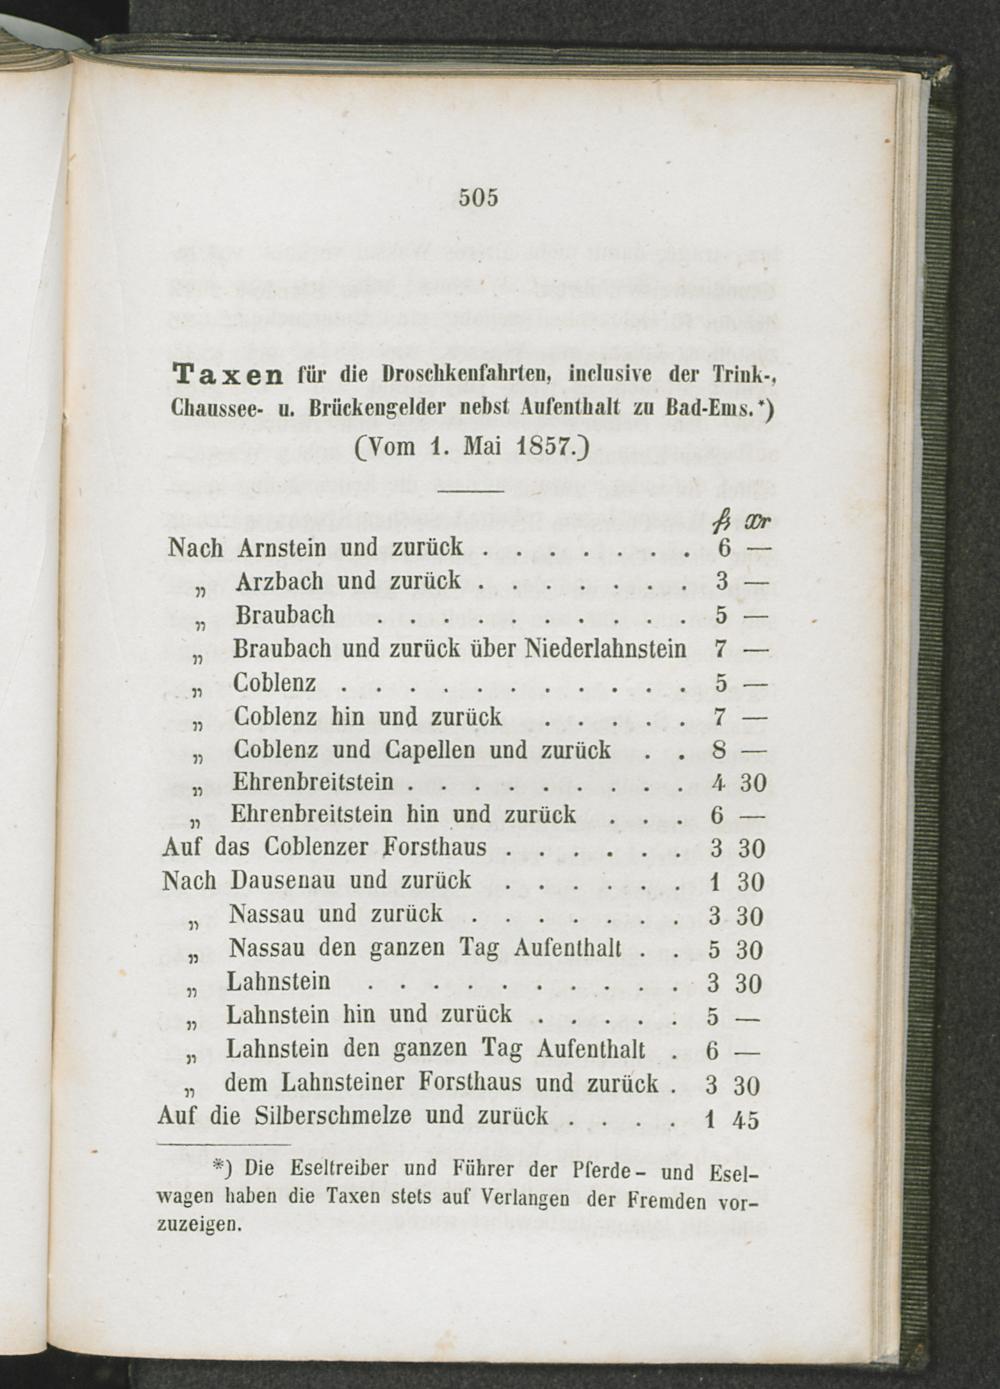 505
Taxen für die Droschkenfahrten, inclusive der Trink-,
Chaussee- u. Brückengelder nebst Aufenthalt zu Bad-Ems.*)
(Vom 1. Mai 1857.)
fl xr
Nach Arnstein und zurück . . . . . . . 6 —
„ Arzbach und zurück . . . . . . . 3 —
„ Braubach . . . . . . . . . 5 —
„ Braubach und zurück über Niederlahnstein 7 —
„ Coblenz . . . . . . . . . . . 5 —
„ Coblenz hin und zurück . . . . . 7 —
„ Coblenz und Capellen und zurück . . 8 —
„ Ehrenbreitstein . . . . . . . . . 4 30
„ Ehrenbreitstein hin und zurück . . . 6 —
Auf das Coblenzer Forsthaus . . . . . . 3 30
Nach Dausenau und zurück . . . . . . 1 30
„ Nassau und zurück . . . . . . . 3 30
„ Nassau den ganzen Tag Aufenthalt . . 5 30
„ Lahnstein . . . . . . . . . . 3 30
„ Lahnstein hin und zurück . . . . . 5 —
„ Lahnstein den ganzen Tag Aufenthalt . 6 —
„ dem Lahnsteiner Forsthaus und zurück . 3 30
Auf die Silberschmelze und zurück . . . . 1 45
*) Die Eseltreiber und Führer der Pferde- und Esel-
wagen haben die Taxen stets auf Verlangen der Fremden vor-
zuzeigen.